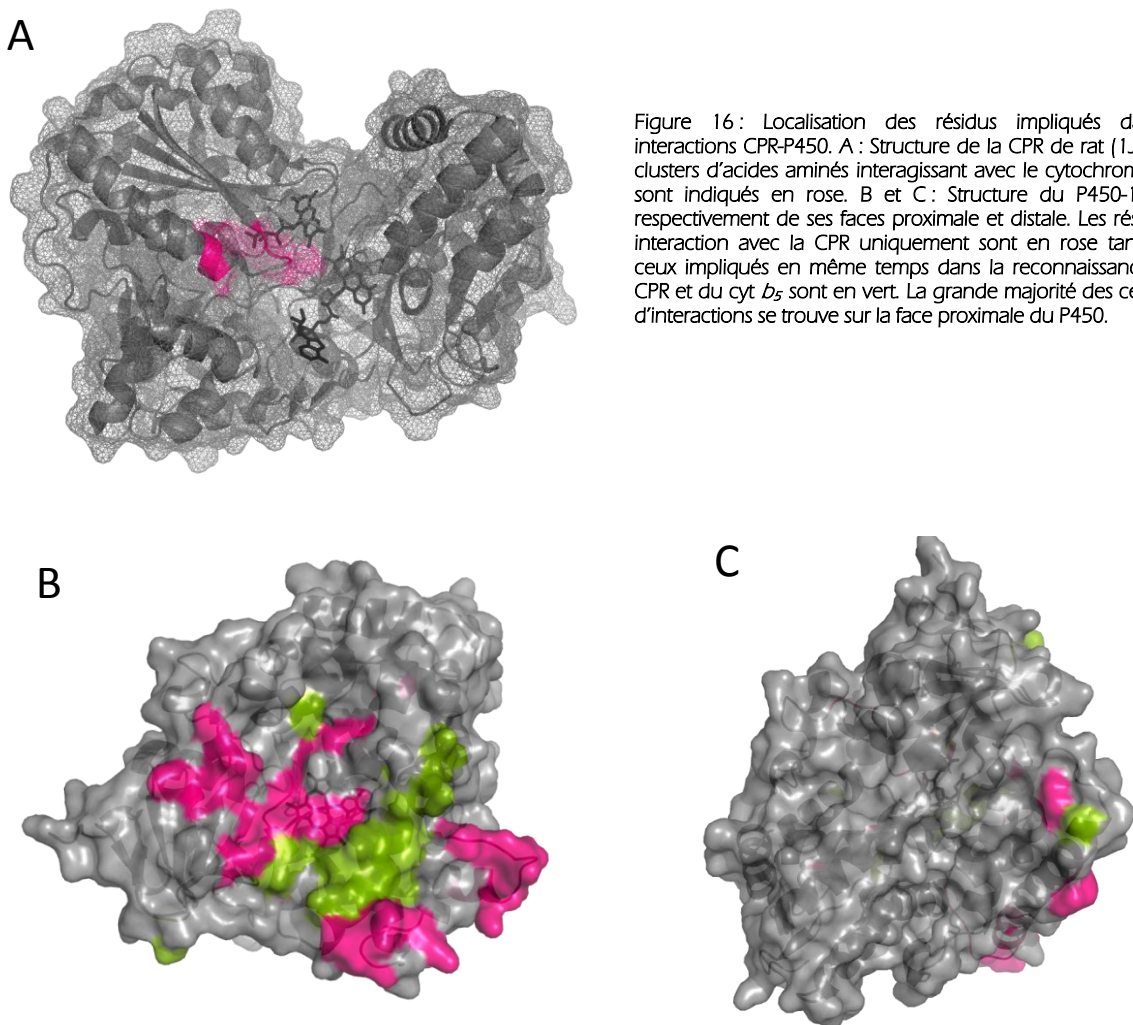 A
Figure 16 : Localisation des résidus impliqués
interactions CPR-P450. A : Structure de la CPR de rat
clusters d'acides aminés interagissant avec le
sont indiqués en rose. B et C : Structure du
respectivement de ses faces proximale et distale. Les
interaction avec la CPR uniquement sont en rose
ceux impliqués en même temps dans la
CPR et du cyt b₅ sont en vert. La grande majorité des
d'interactions se trouve sur la face proximale du P450.
B
C